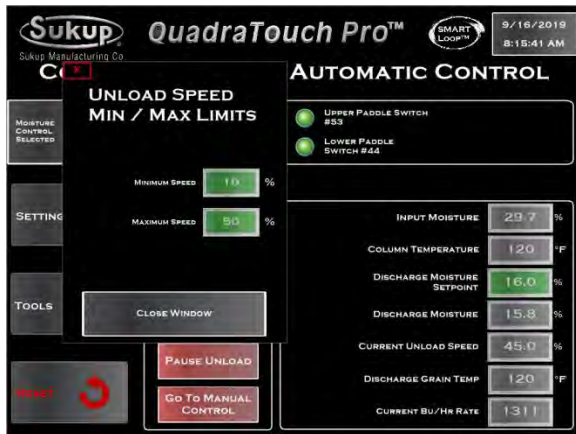 Sukup
Sukup Manufacturing Co
QuadraTouch Pro™
SMART
LOOP™
9/16/2019
8:15:41 AM
CO
AUTOMATIC CONTROL
×
UNLOAD SPEED
MIN / MAX LIMITS
MOISTURE
CONTROL
SELECTED
UPPER PADDLE SWITCH
#53
LOWER PADDLE
SWITCH #44
MINIMUM SPEED 10 %
MAXIMUM SPEED 50 %
SETTING
TOOLS
CLOSE WINDOW
INPUT MOISTURE 29.7 %
COLUMN TEMPERATURE 120 °F
DISCHARGE MOISTURE
SETPOINT 16.0 %
DISCHARGE MOISTURE 15.8 %
CURRENT UNLOAD SPEED 45.0 %
DISCHARGE GRAIN TEMP 120 °F
CURRENT BU/HR RATE 1311
PAUSE UNLOAD
GO TO MANUAL
CONTROL
RESET